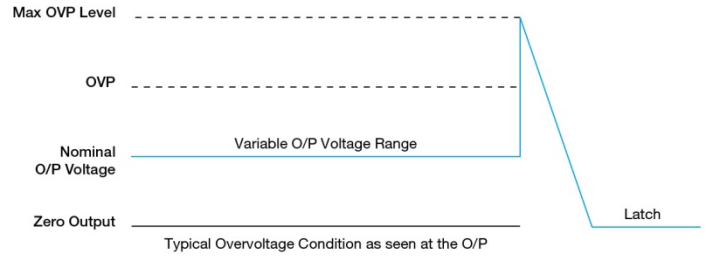 Max OVP Level
OVP
Variable O/P Voltage Range
Nominal
O/P Voltage
Zero Output
Latch
Typical Overvoltage Condition as seen at the O/P